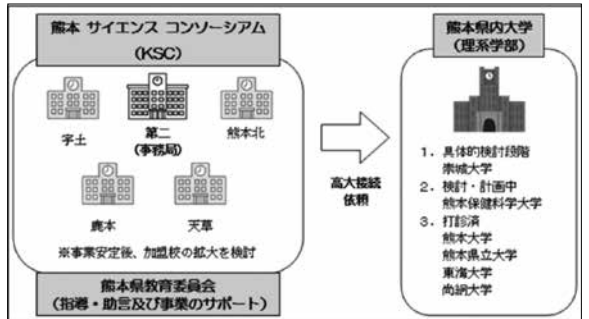 熊本 サイエンス コンソーシアム
(KSC)
宇土
第二
(事務局)
熊本北
鹿本
天草
※事業安定後、加盟校の拡大を検討
熊本県教育委員会
(指導・助言及び事業のサポート)
高大接続
依頼
熊本県内大学
(理系学部)
1.具体的検討段階
崇城大学
2.検討・計画中
熊本保健科学大学
3.打診済
熊本大学
熊本県立大学
東海大学
尚絅大学